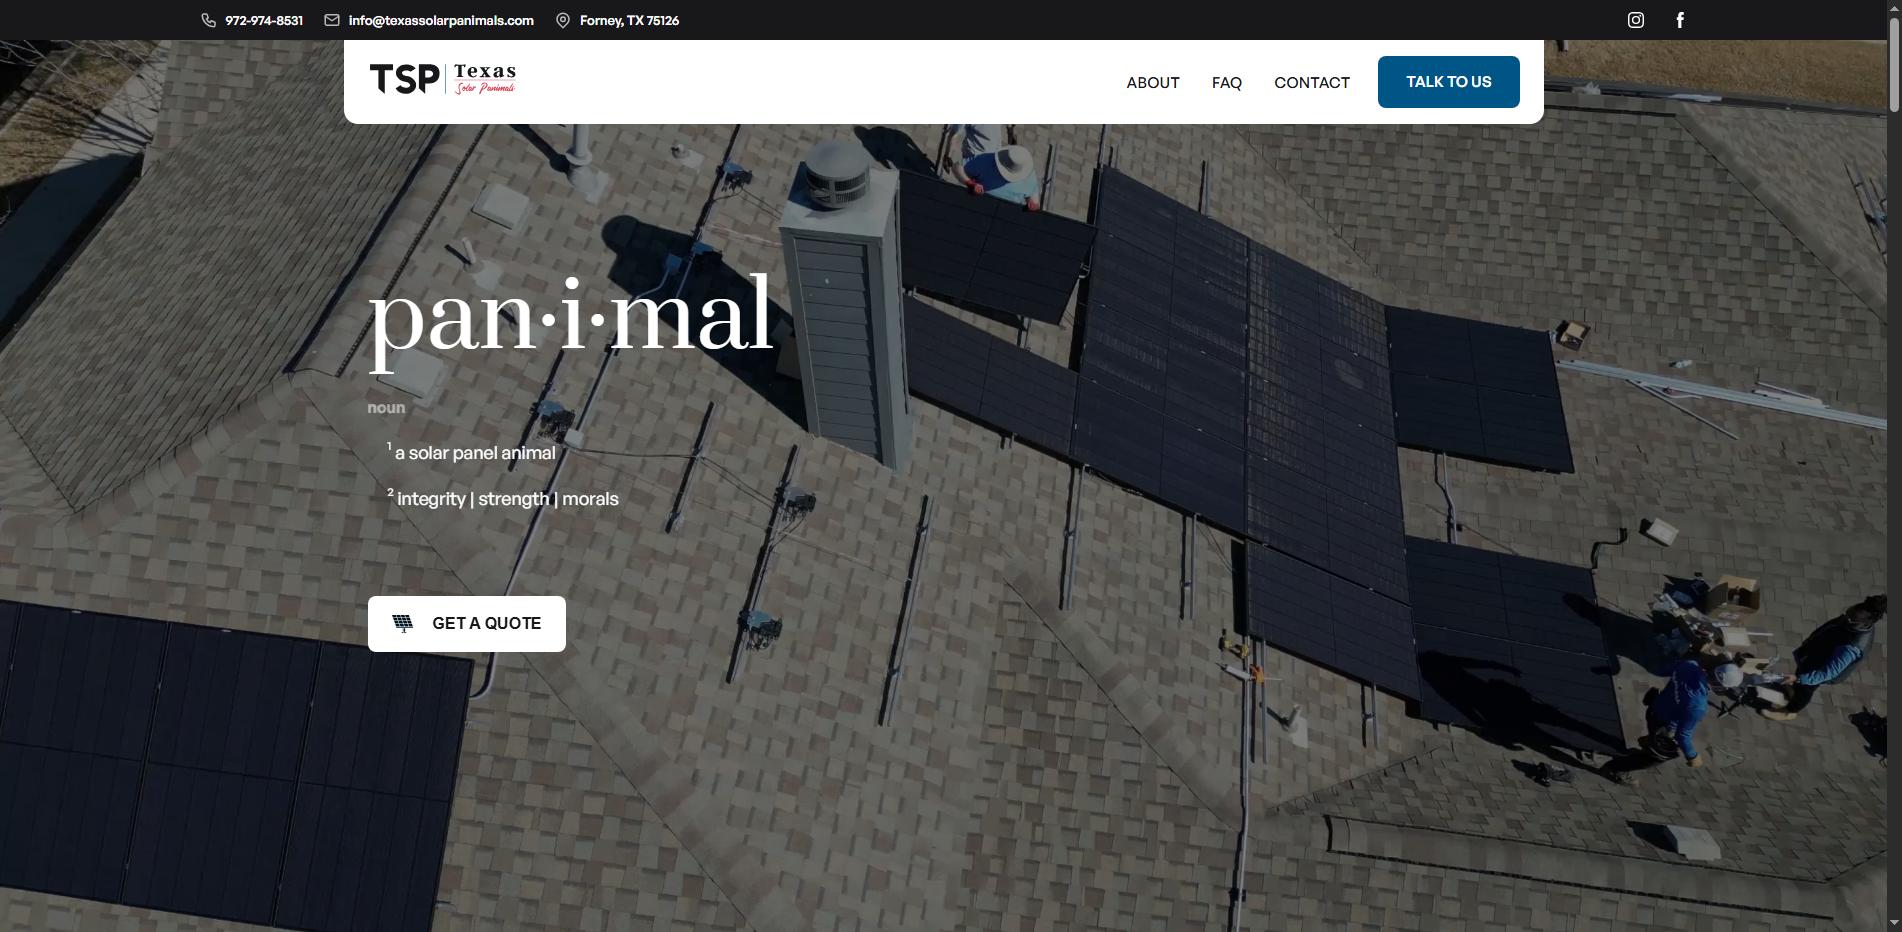 972-974-8531
info@texassolarpanimals.com
Forney, TX 75126
TSP
Texas
Solar Panimals
ABOUT
FAQ
CONTACT
TALK TO US
pan·i·mal
noun
1 a solar panel animal
2 integrity | strength | morals
GET A QUOTE